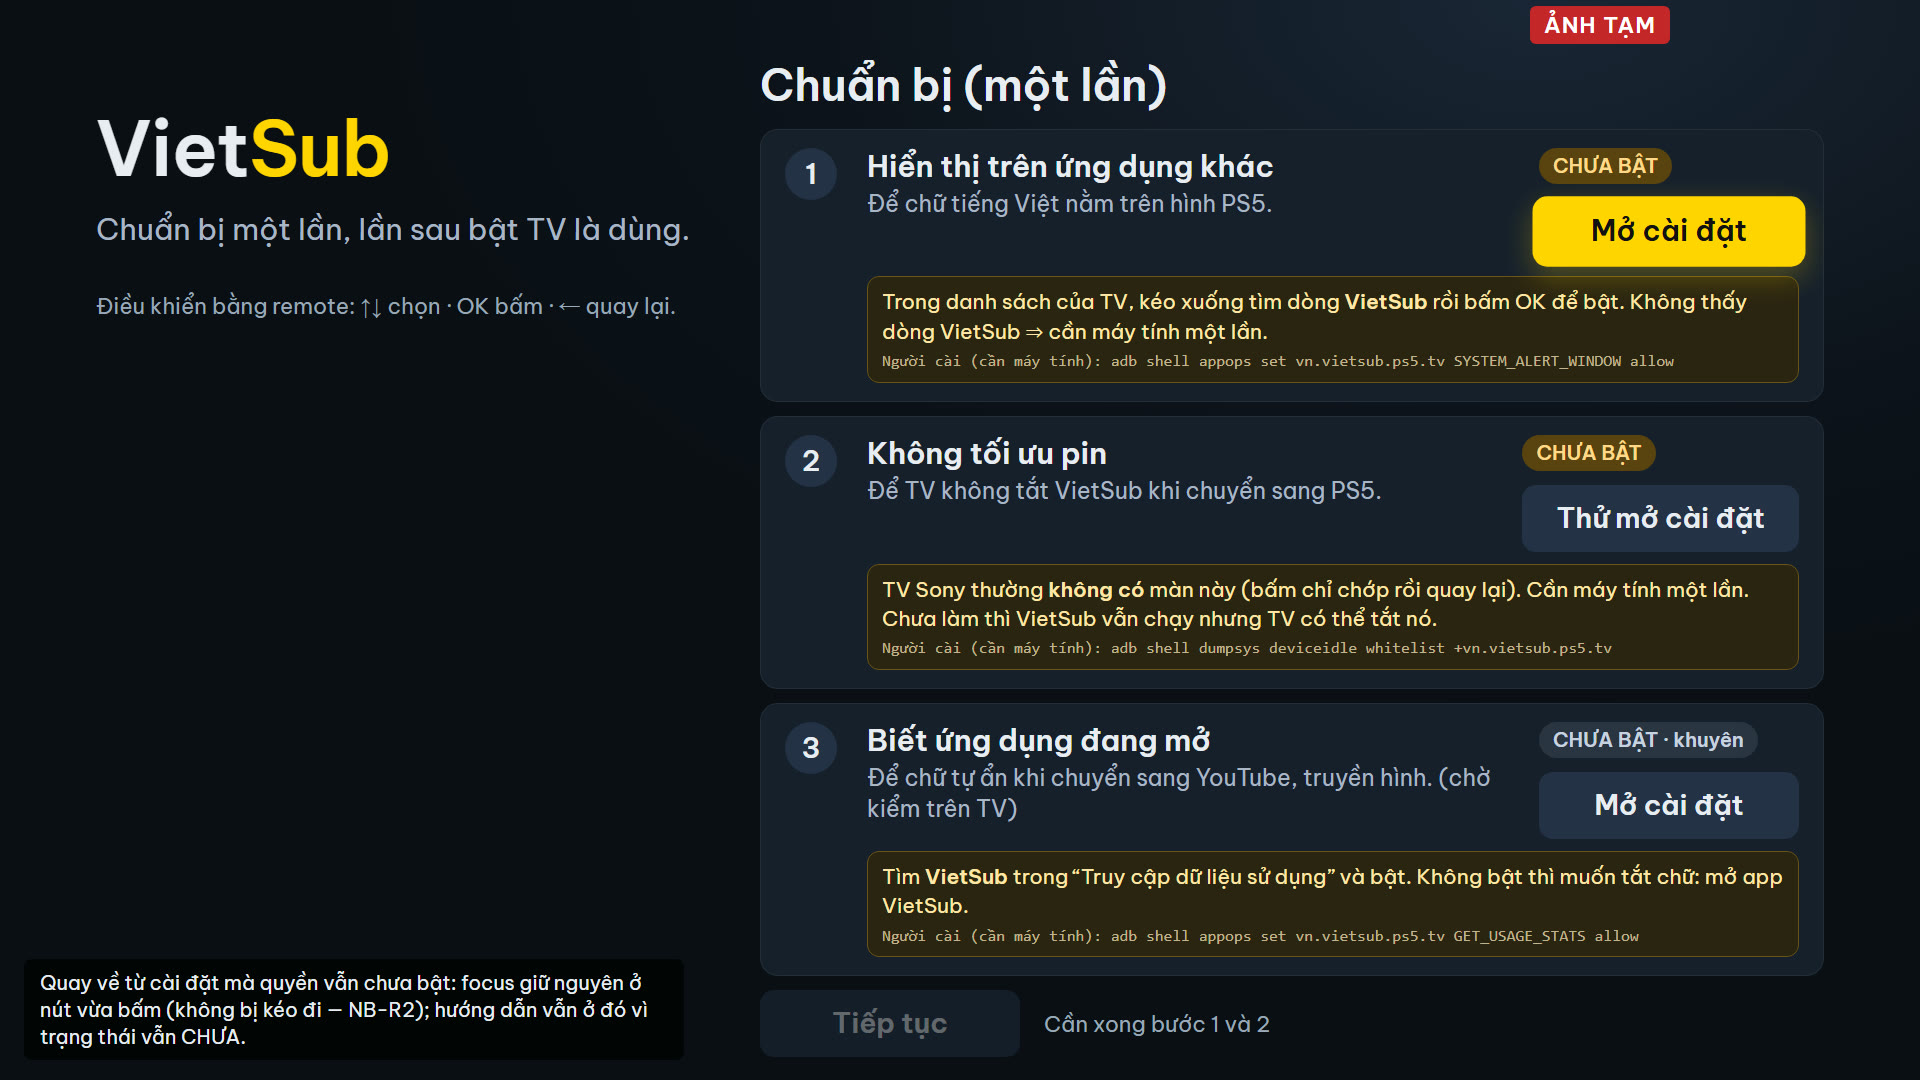 ẢNH TẠM
VietSub
Chuẩn bị một lần, lần sau bật TV là dùng.
Điều khiển bằng remote: ↑↓ chọn · OK bấm · ← quay lại.
Chuẩn bị (một lần)
1
Hiển thị trên ứng dụng khác
Để chữ tiếng Việt nằm trên hình PS5.
CHƯA BẬT
Mở cài đặt
Trong danh sách của TV, kéo xuống tìm dòng VietSub rồi bấm OK để bật. Không thấy
dòng VietSub ⇒ cần máy tính một lần.
Người cài (cần máy tính): adb shell appops set vn.vietsub.ps5.tv SYSTEM_ALERT_WINDOW allow
2
Không tối ưu pin
Để TV không tắt VietSub khi chuyển sang PS5.
CHƯA BẬT
Thử mở cài đặt
TV Sony thường không có màn này (bấm chỉ chớp rồi quay lại). Cần máy tính một lần.
Chưa làm thì VietSub vẫn chạy nhưng TV có thể tắt nó.
Người cài (cần máy tính): adb shell dumpsys deviceidle whitelist +vn.vietsub.ps5.tv
3
Biết ứng dụng đang mở
Để chữ tự ẩn khi chuyển sang YouTube, truyền hình. (chờ
kiểm trên TV)
CHƯA BẬT · khuyên
Mở cài đặt
Tìm VietSub trong “Truy cập dữ liệu sử dụng” và bật. Không bật thì muốn tắt chữ: mở app
VietSub.
Người cài (cần máy tính): adb shell appops set vn.vietsub.ps5.tv GET_USAGE_STATS allow
Tiếp tục
Cần xong bước 1 và 2
Quay về từ cài đặt mà quyền vẫn chưa bật: focus giữ nguyên ở
nút vừa bấm (không bị kéo đi — NB-R2); hướng dẫn vẫn ở đó vì
trạng thái vẫn CHƯA.